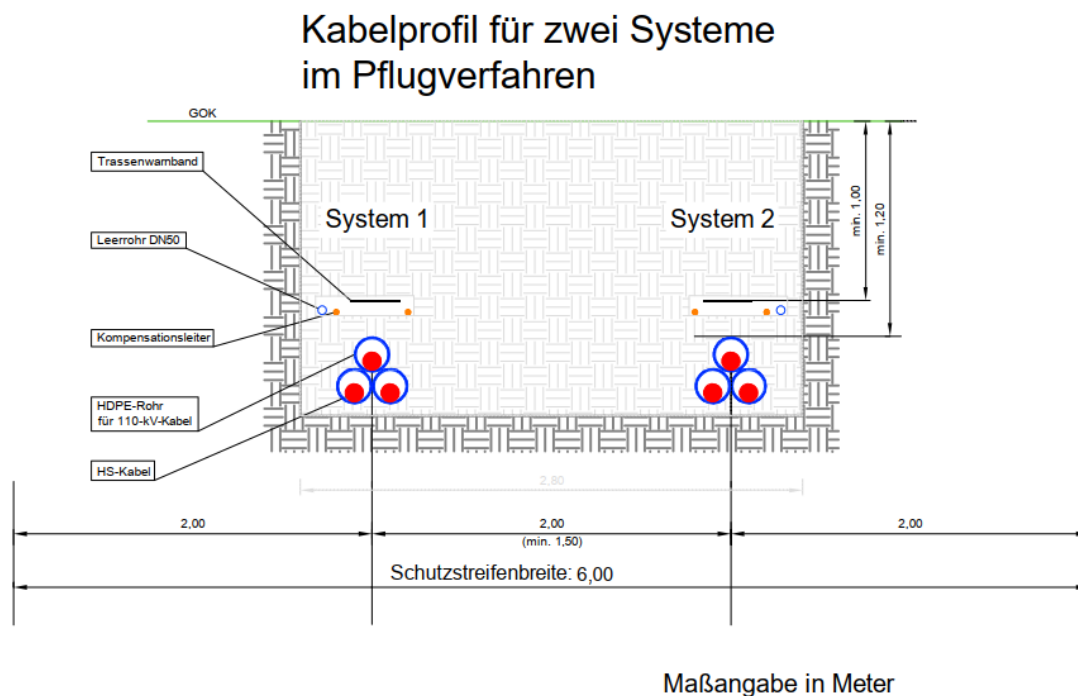 Kabelprofil für zwei Systeme
im Pflugverfahren
GOK
Trassenwarnband
Leerrohr DN50
Kompensationsleiter
HDPE-Rohr
für 110-kV-Kabel
HS-Kabel
System 1
System 2
min. 1,00
min. 1,20
2,80
2,00
2,00
(min. 1,50)
2,00
Schutzstreifenbreite: 6,00
Maßangabe in Meter